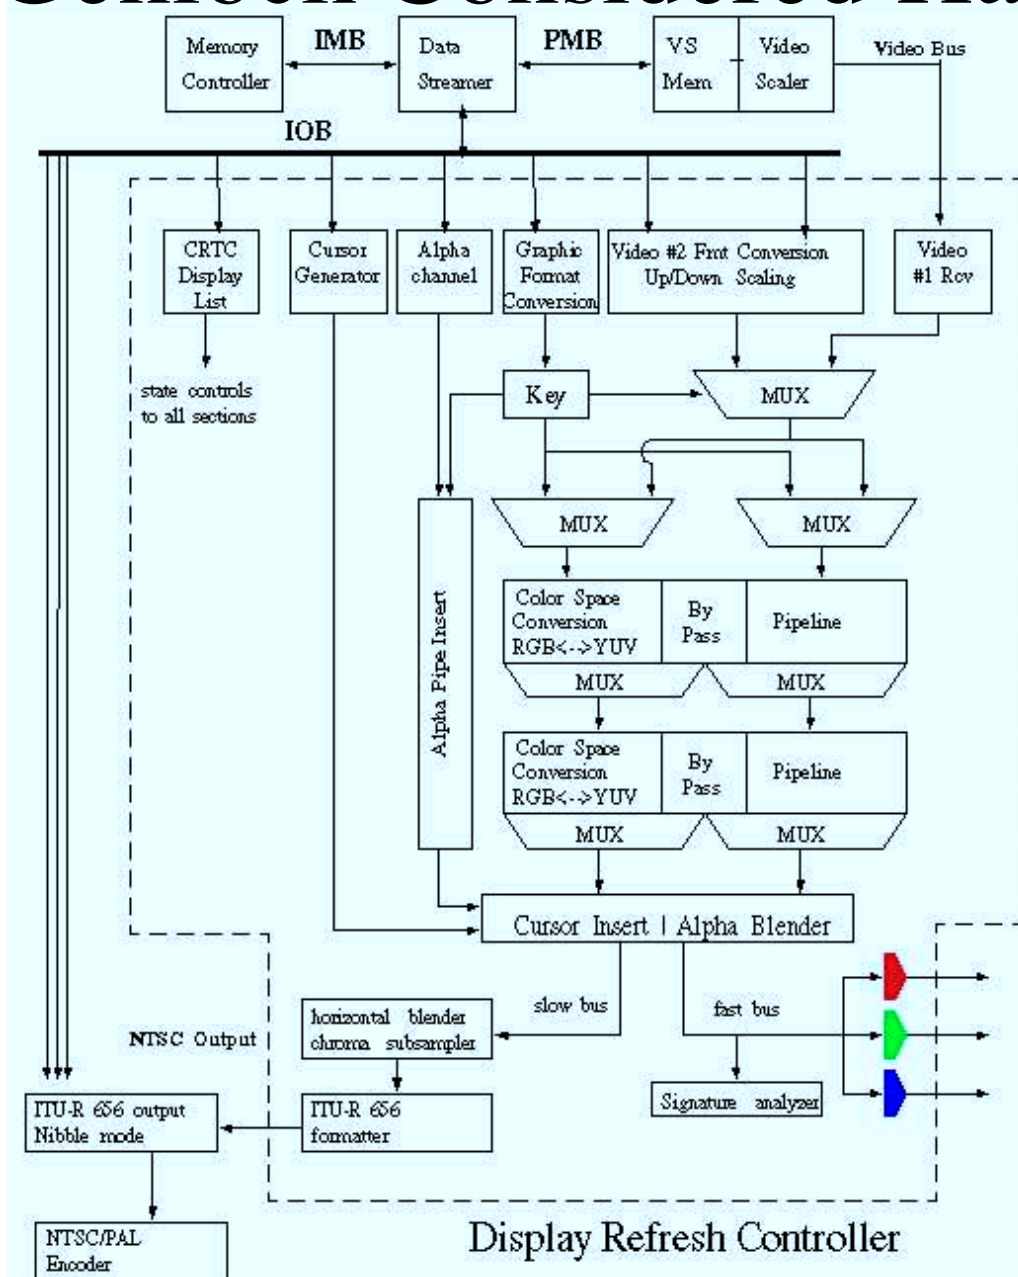 Considered
Memory
Controller
IMB
Data
Streamer
PMB
VS
Mem
Video
Scaler
Video Bus
IOB
CRTC
Display
List
Cursor
Generator
Alpha
channel
Graphic
Format
Conversion
Video #2 Fmt Conversion
Up/Down Scaling
Video
#1 Rcv
state controls
to all sections
Key
MUX
MUX
MUX
Alpha Pipe Insert
Color Space
Conversion
RGB<-->YUV
By
Pass
Pipeline
MUX
MUX
Color Space
Conversion
RGB<-->YUV
By
Pass
Pipeline
MUX
MUX
Cursor Insert | Alpha Blender
slow bus
fast bus
horizontal blender
chroma subsampler
NTSC Output
Signature analyzer
ITU-R 656 output
Nibble mode
ITU-R 656
formatter
NTSC/PAL
Encoder
Display Refresh Controller